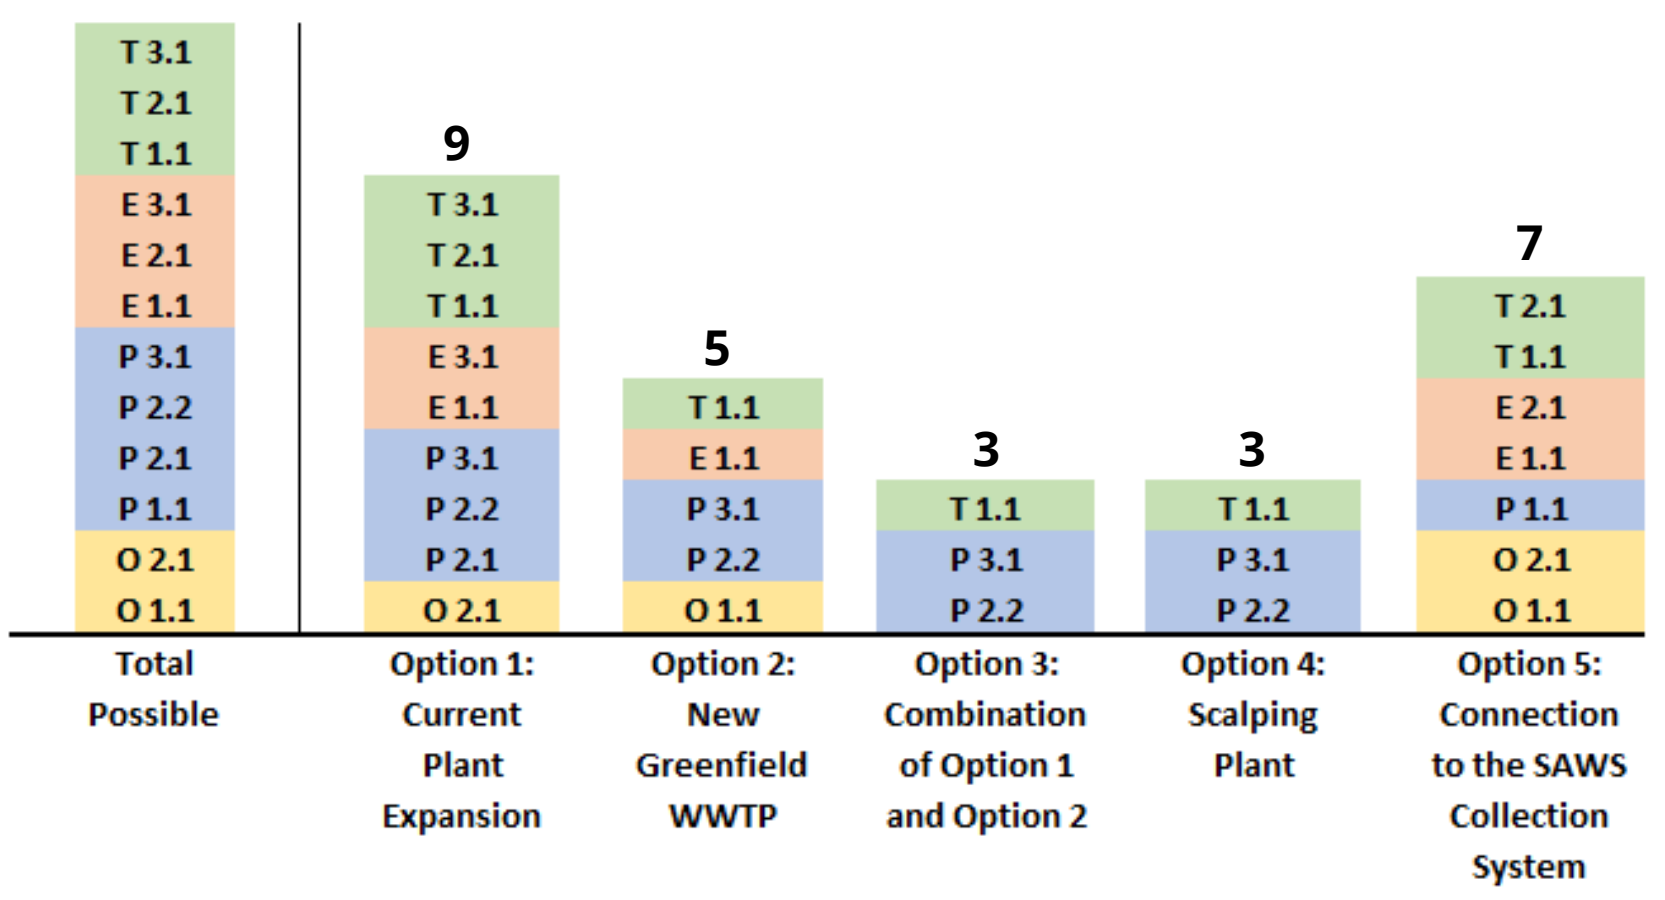 T 3.1
T 2.1
T 1.1
E 3.1
E 2.1
E 1.1
P 3.1
P 2.2
P 2.1
P 1.1
O 2.1
O 1.1
Total
Possible
9
T 3.1
T 2.1
T 1.1
E 3.1
E 1.1
P 3.1
P 2.2
P 2.1
O 2.1
Option 1:
Current
Plant
Expansion
5
T 1.1
E 1.1
P 3.1
P 2.2
O 1.1
Option 2:
New
Greenfield
WWTP
3
T 1.1
P 3.1
P 2.2
Option 3:
Combination
of Option 1
and Option 2
3
T 1.1
P 3.1
P 2.2
Option 4:
Scalping
Plant
7
T 2.1
T 1.1
E 2.1
E 1.1
P 1.1
O 2.1
O 1.1
Option 5:
Connection
to the SAWS
Collection
System